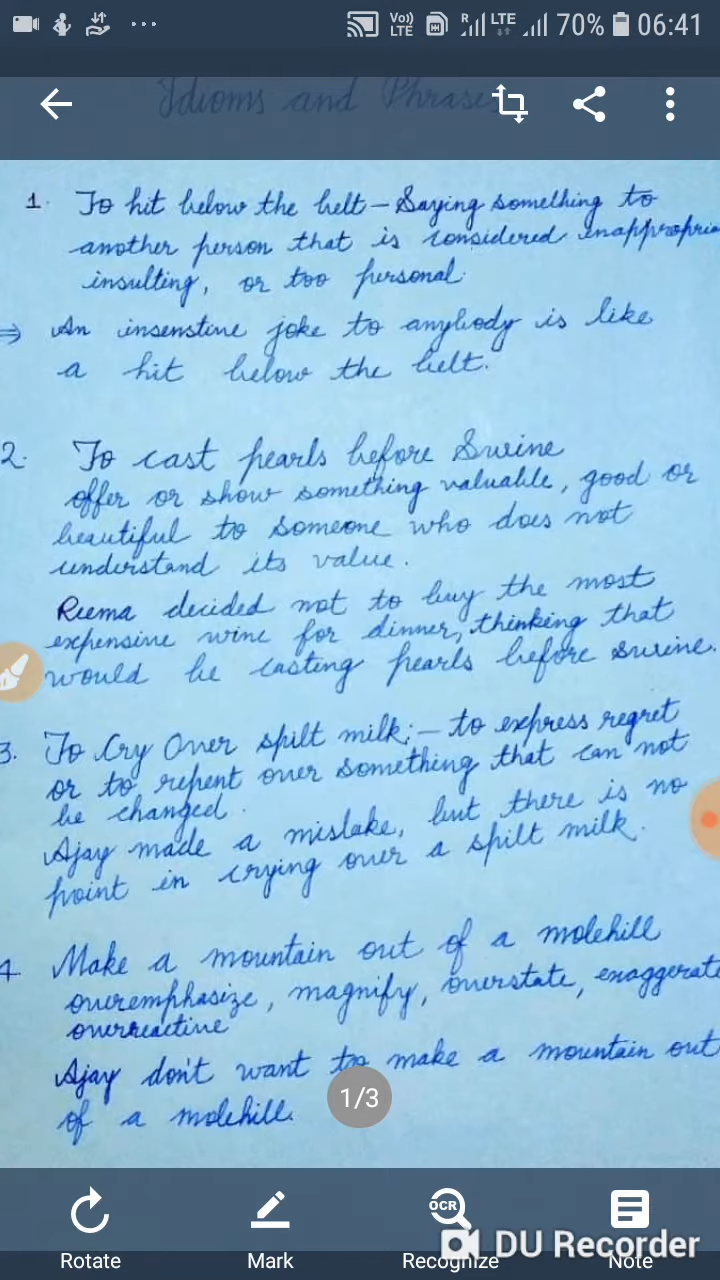 70% 06:41
Idioms and Phrases
1. To hit below the belt - Saying something to
another person that is considered inappropria
insulting, or too personal.
⇒ An insenstive joke to anybody is like
a hit below the belt.
2. To cast pearls before Swine
offer or show something valuable, good or
beautiful to someone who does not
understand its value.
Reema decided not to buy the most
expensive wine for dinner, thinking that
would be casting pearls before swine.
3. To Cry Over spilt milk:- to express regret
or to repent over something that can not
be changed.
Ajay made a mistake, but there is no
point in crying over a spilt milk.
4. Make a mountain out of a molehill
overemphasize, magnify, overstate, exaggerate
overreactive
Ajay don't want to make a mountain out
of a molehill.
1/3
OCR
DU Recorder
Rotate Mark Recognize Note